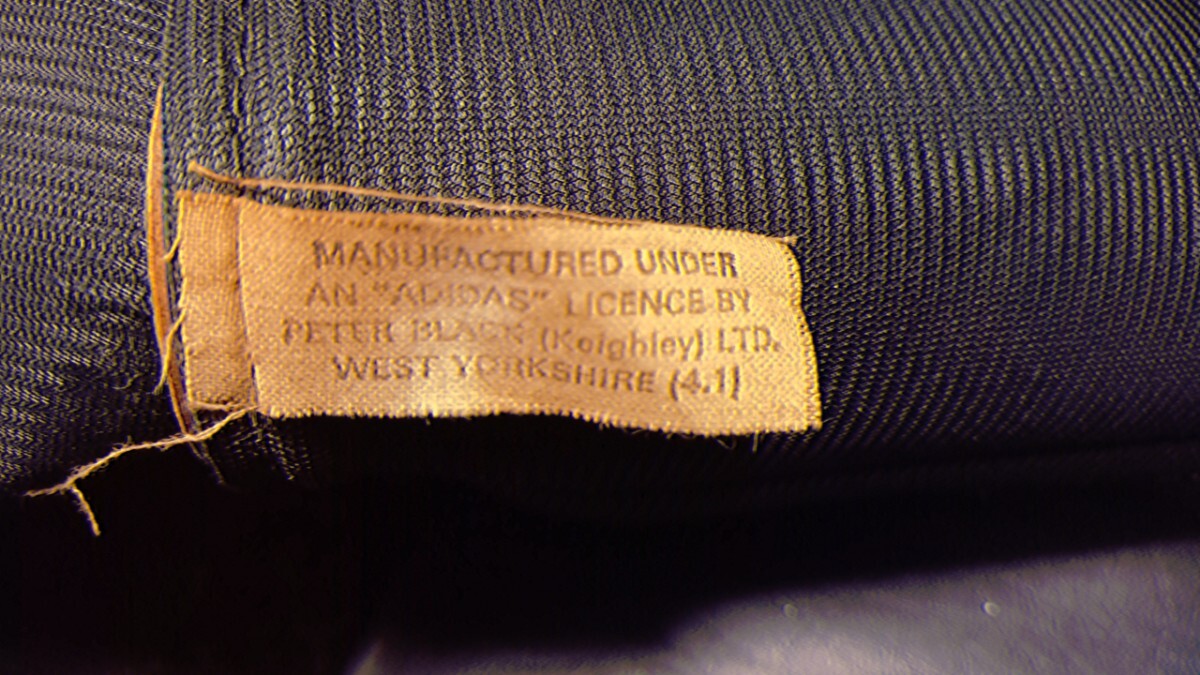 MANUFACTURED UNDER
AN "ADIDAS" LICENCE BY
PETER BLACK (Keighley) LTD.
WEST YORKSHIRE (4.1)